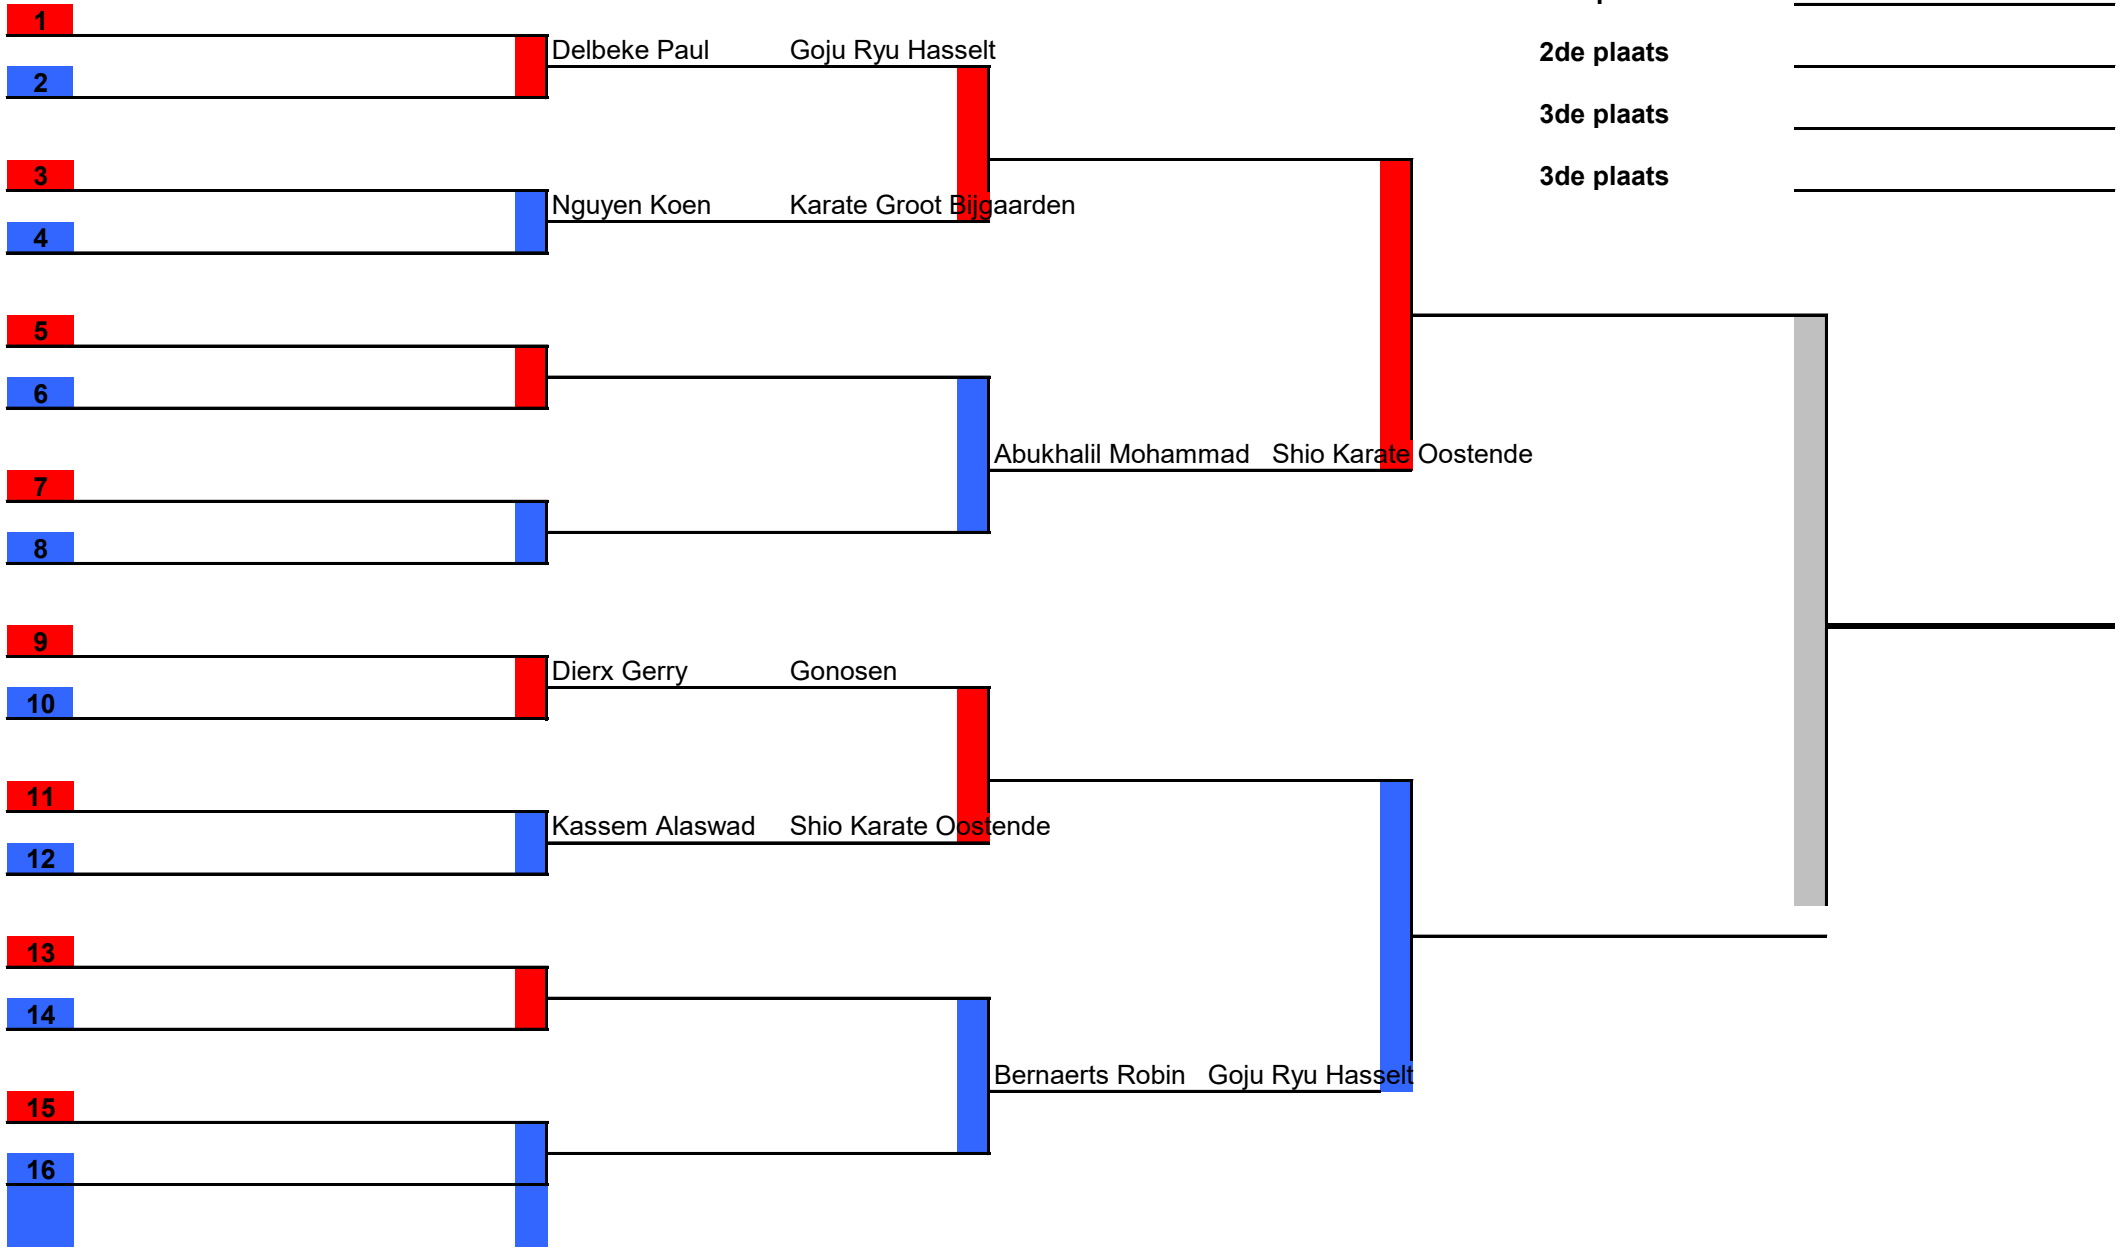 1
Delbeke Paul Goju Ryu Hasselt
2de plaats
2
3de plaats
3
3de plaats
Nguyen Koen Karate Groot Bijgaarden
4
5
6
Abukhalil Mohammad Shio Karate Oostende
7
8
9
Dierx Gerry Gonosen
10
11
Kassem Alaswad Shio Karate Oostende
12
13
14
Bernaerts Robin Goju Ryu Hasselt
15
16